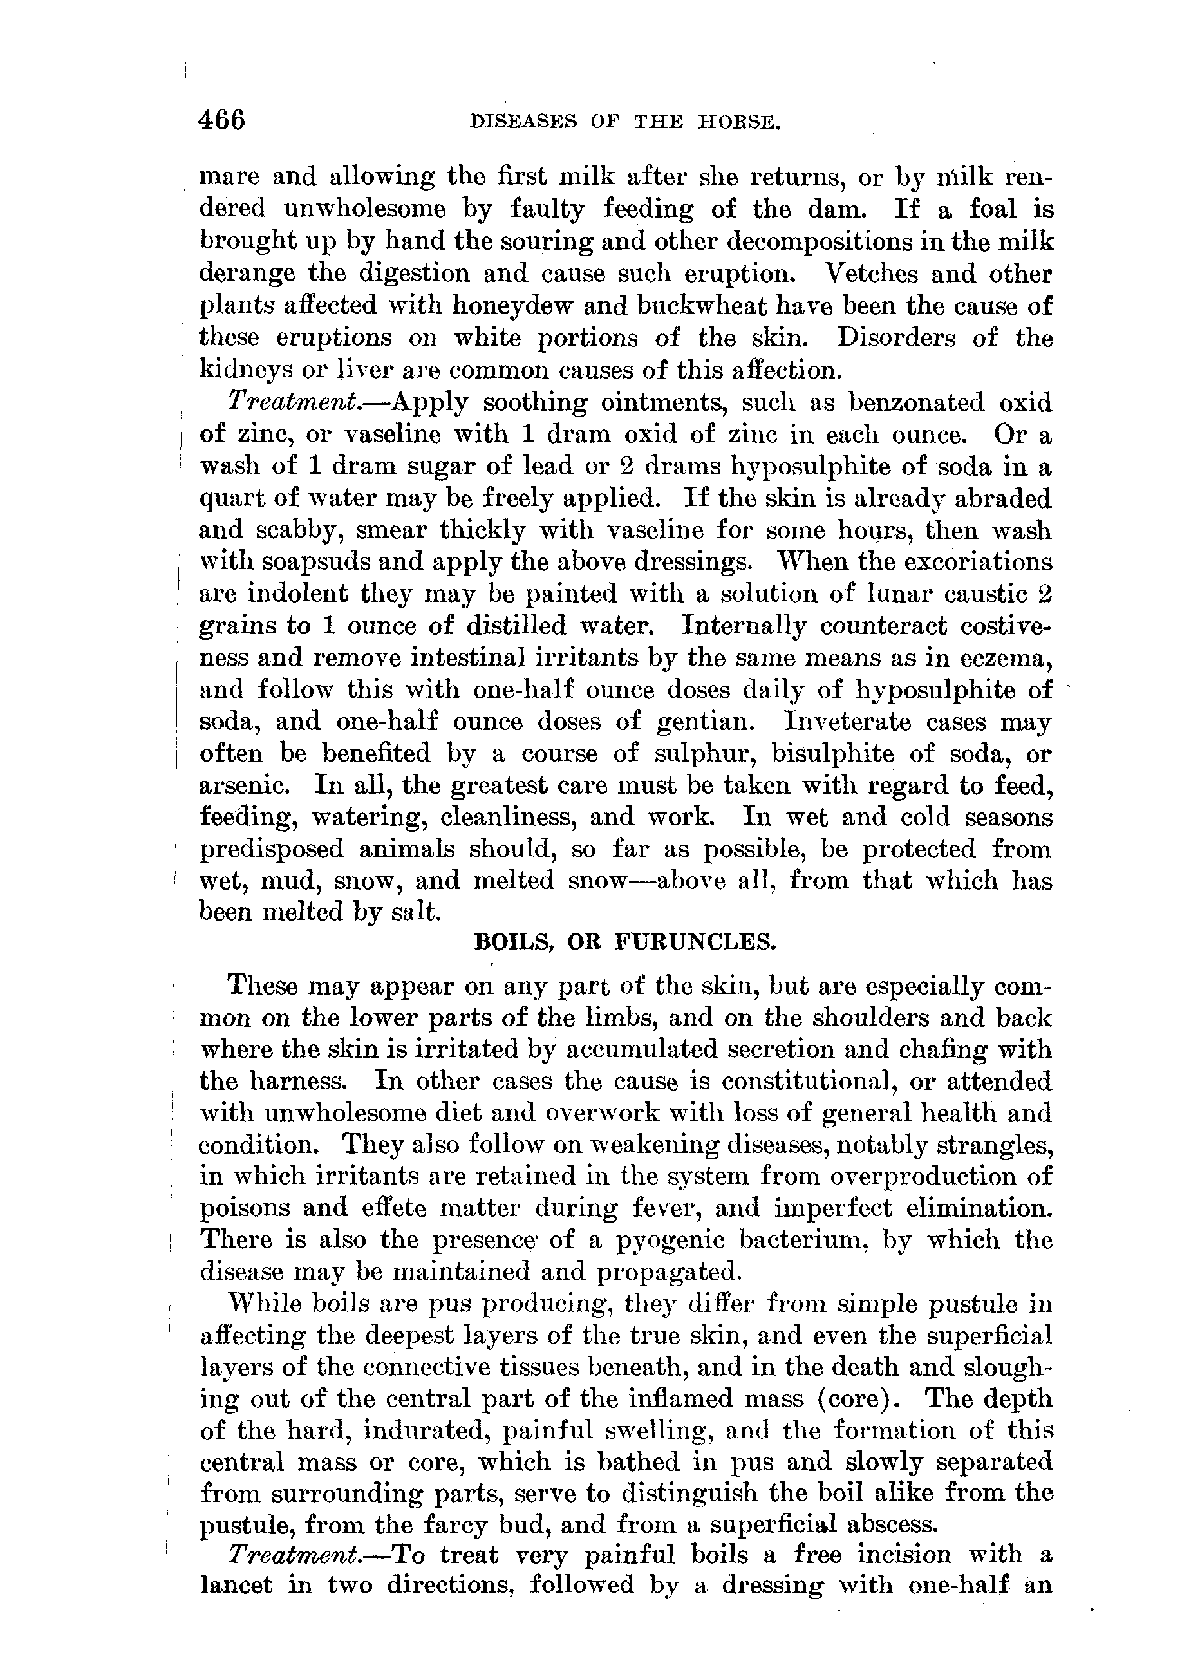 466 DISEASES OF THE HORSE.
mare and allowing the first milk after she returns, or by milk ren-
dered unwholesome by faulty feeding of the dam. If a foal is
brought up by hand the souring and other decompositions in the milk
derange the digestion and cause such eruption. Vetches and other
plants affected with honeydew and buckwheat have been the cause of
these eruptions on white portions of the skin. Disorders of the
kidneys or liver are common causes of this affection.
Treatment.—Apply soothing ointments, such as benzonated oxid
of zinc, or vaseline with 1 dram oxid of zinc in each ounce. Or a
wash of 1 dram sugar of lead or 2 drams hyposulphite of soda in a
quart of water may be freely applied. If the skin is already abraded
and scabby, smear thickly with vaseline for some hours, then wash
with soapsuds and apply the above dressings. When the excoriations
are indolent they may be painted with a solution of lunar caustic 2
grains to 1 ounce of distilled water. Internally counteract costive-
ness and remove intestinal irritants by the same means as in eczema,
and follow this with one-half ounce doses daily of hyposulphite of
soda, and one-half ounce doses of gentian. Inveterate cases may
often be benefited by a course of sulphur, bisulphite of soda, or
arsenic. In all, the greatest care must be taken with regard to feed,
feeding, watering, cleanliness, and work. In wet and cold seasons
predisposed animals should, so far as possible, be protected from
wet, mud, snow, and melted snow—above all, from that which has
been melted by salt.
BOILS, OR FURUNCLES.
These may appear on any part of the skin, but are especially com-
mon on the lower parts of the limbs, and on the shoulders and back
where the skin is irritated by accumulated secretion and chafing with
the harness. In other cases the cause is constitutional, or attended
with unwholesome diet and overwork with loss of general health and
condition. They also follow on weakening diseases, notably strangles,
in which irritants are retained in the system from overproduction of
poisons and effete matter during fever, and imperfect elimination.
There is also the presence of a pyogenic bacterium, by which the
disease may be maintained and propagated.
While boils are pus producing, they differ from simple pustule in
affecting the deepest layers of the true skin, and even the superficial
layers of the connective tissues beneath, and in the death and slough-
ing out of the central part of the inflamed mass (core). The depth
of the hard, indurated, painful swelling, and the formation of this
central mass or core, which is bathed in pus and slowly separated
from surrounding parts, serve to distinguish the boil alike from the
pustule, from the farcy bud, and from a superficial abscess.
Treatment.—To treat very painful boils a free incision with a
lancet in two directions, followed by a dressing with one-half an